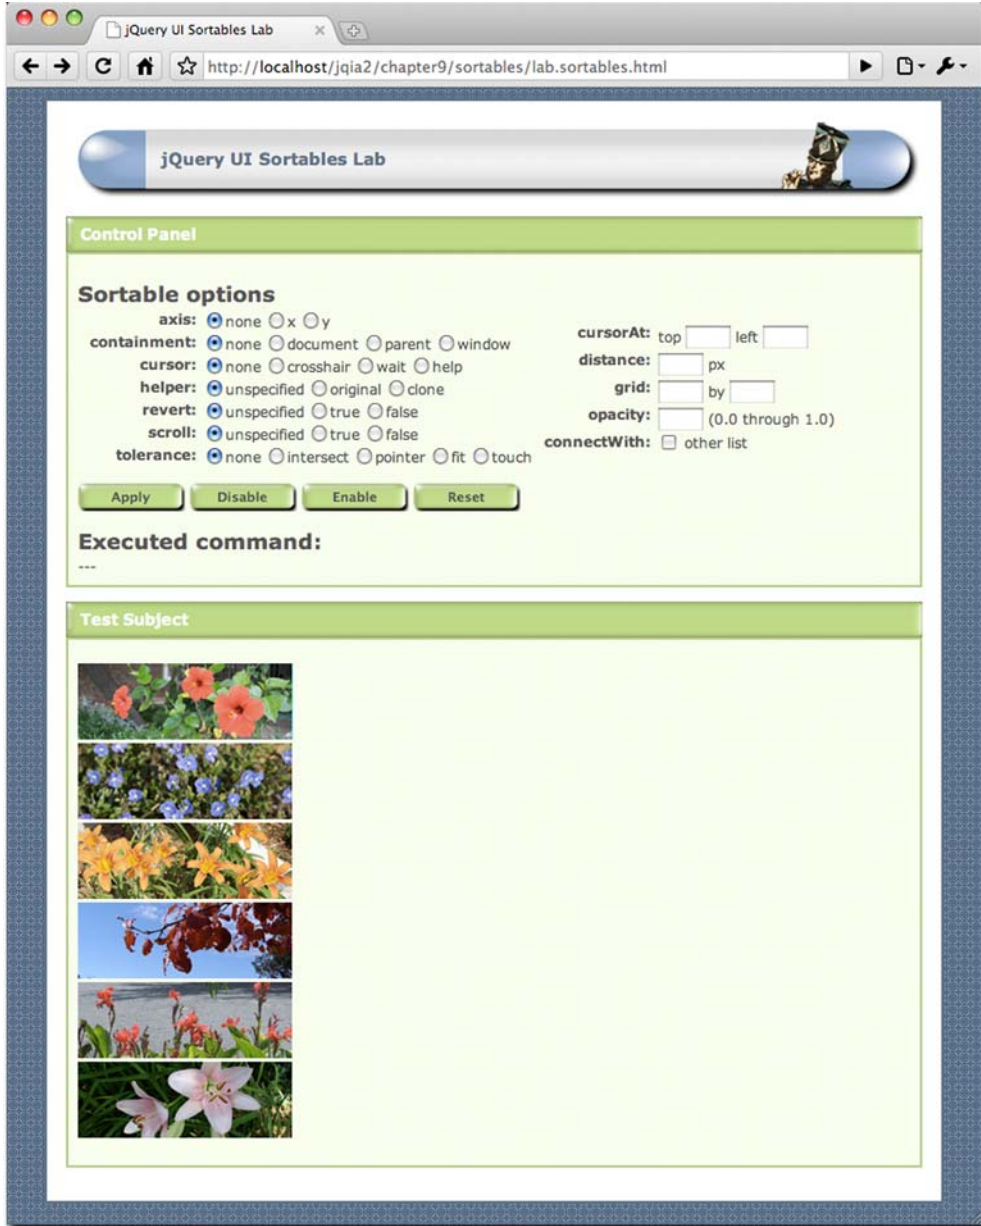 jQuery UI Sortables Lab
http://localhost/jqia2/chapter9/sortables/lab.sortables.html
jQuery UI Sortables Lab
Control Panel
Sortable options
axis: none x y
containment: none document parent window
cursor: none crosshair wait help
helper: unspecified original clone
revert: unspecified true false
scroll: unspecified true false
tolerance: none intersect pointer fit touch
cursorAt: top left
distance: px
grid: by
opacity: (0.0 through 1.0)
connectWith: other list
Apply Disable Enable Reset
Executed command:
---
Test Subject